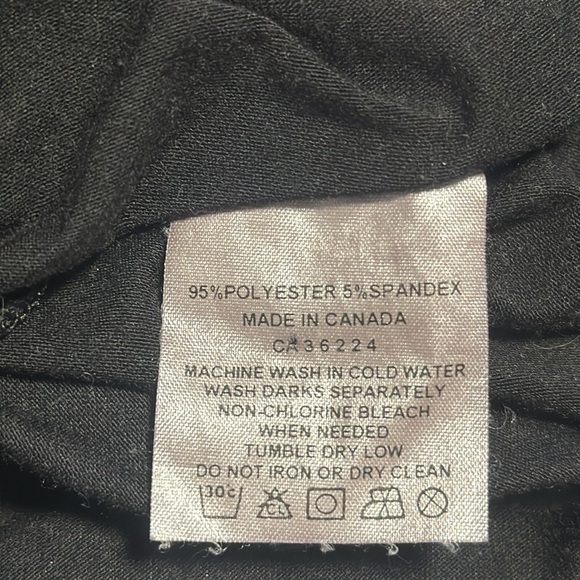 95%POLYESTER 5%SPANDEX
MADE IN CANADA
CA36224
MACHINE WASH IN COLD WATER
WASH DARKS SEPARATELY
NON-CHLORINE BLEACH
WHEN NEEDED
TUMBLE DRY LOW
DO NOT IRON OR DRY CLEAN
30c CL